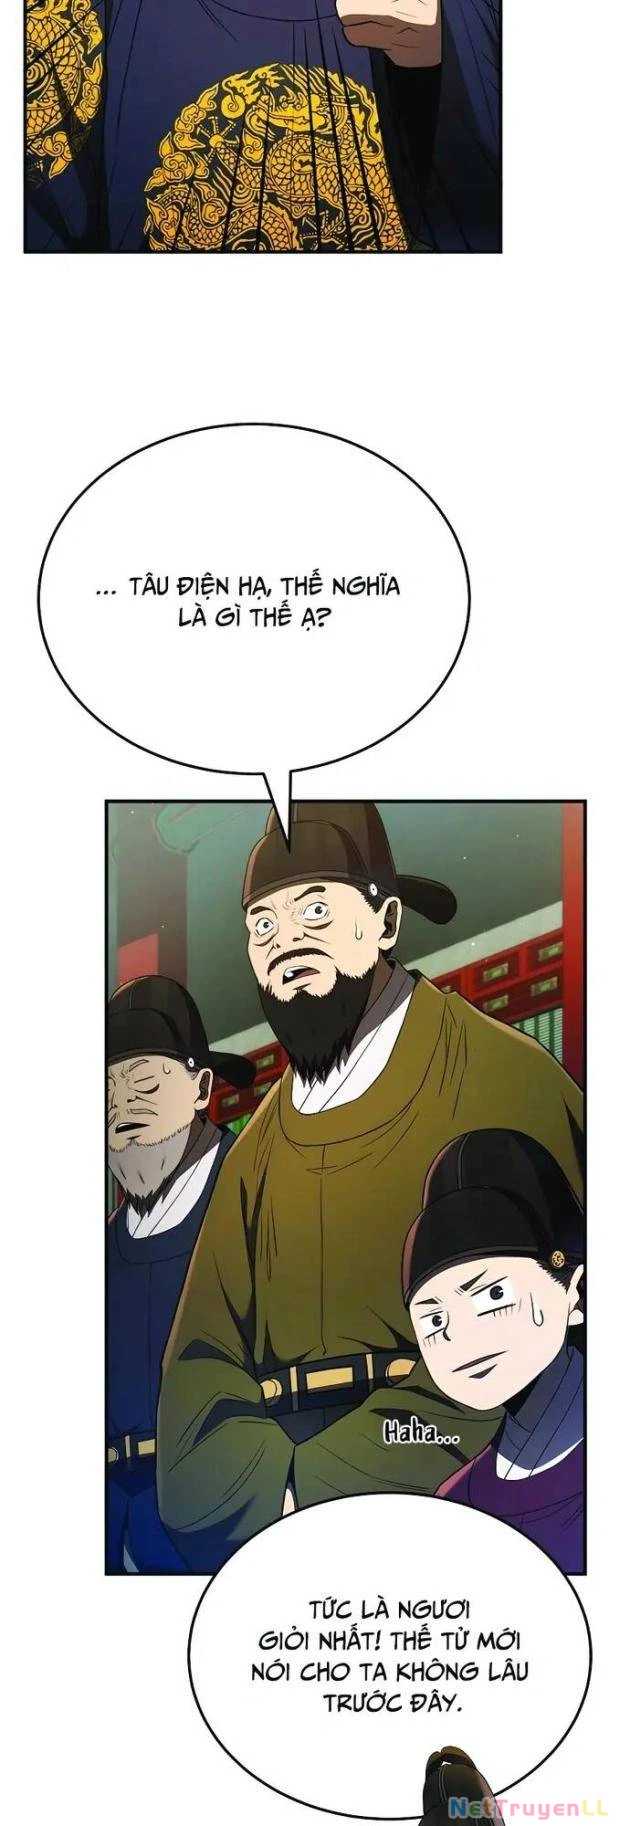 ... TÂU ĐIỆN HẠ, THẾ NGHĨA
LÀ GÌ THẾ Ạ?
Haha...
TỨC LÀ NGƯƠI
GIỎI NHẤT! THẾ TỬ MỚI
NÓI CHO TA KHÔNG LÂU
TRƯỚC ĐÂY.
NetTruyenLL